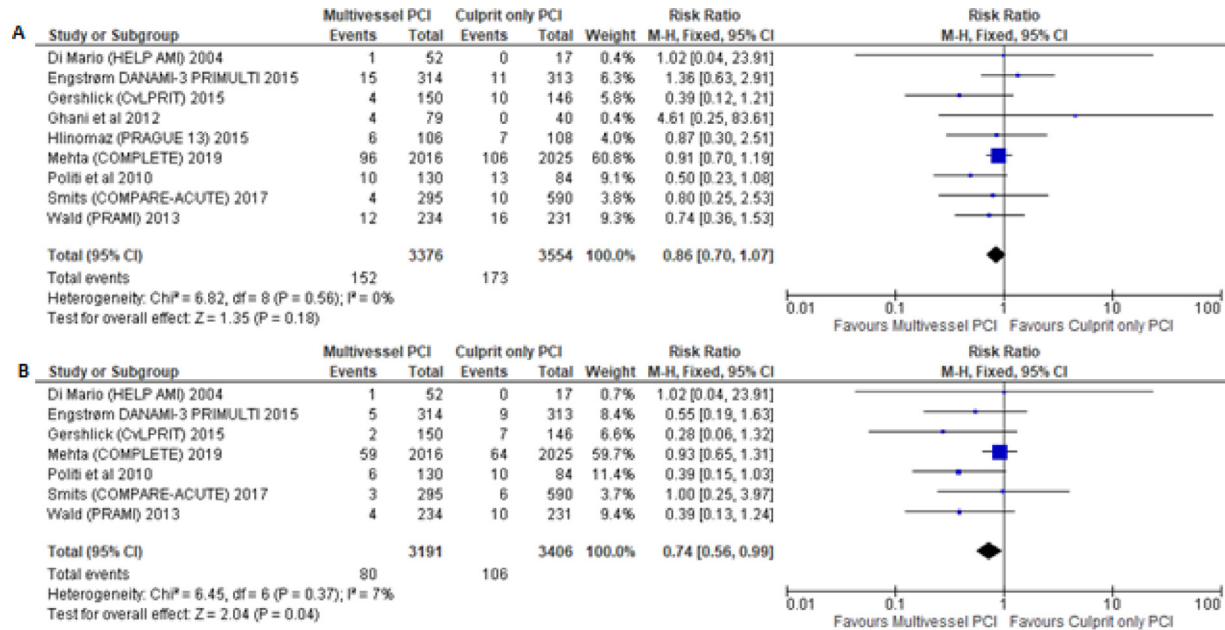 Multivessel PCI Culprit only PCI Risk Ratio Risk Ratio
A Study or Subgroup Events Total Events Total Weight M-H, Fixed, 95% CI M-H, Fixed, 95% CI
Di Mario (HELP AMI) 2004 1 52 0 17 0.4% 1.02 [0.04, 23.91]
Engstrøm DANAMI-3 PRIMULTI 2015 15 314 11 313 6.3% 1.36 [0.63, 2.91]
Gershlick (CvLPRIT) 2015 4 150 10 146 5.8% 0.39 [0.12, 1.21]
Ghani et al 2012 4 79 0 40 0.4% 4.61 [0.25, 83.61]
Hlinomaz (PRAGUE 13) 2015 6 106 7 108 4.0% 0.87 [0.30, 2.51]
Mehta (COMPLETE) 2019 96 2016 106 2025 60.8% 0.91 [0.70, 1.19]
Politi et al 2010 10 130 13 84 9.1% 0.50 [0.23, 1.08]
Smits (COMPARE-ACUTE) 2017 4 295 10 590 3.8% 0.80 [0.25, 2.53]
Wald (PRAMI) 2013 12 234 16 231 9.3% 0.74 [0.36, 1.53]
Total (95% CI) 3376 3554 100.0% 0.86 [0.70, 1.07]
Total events 152 173
Heterogeneity: Chi² = 6.82, df = 8 (P = 0.56); I² = 0%
Test for overall effect: Z = 1.35 (P = 0.18)
0.01 0.1 1 10 100
Favours Multivessel PCI Favours Culprit only PCI
Multivessel PCI Culprit only PCI Risk Ratio Risk Ratio
B Study or Subgroup Events Total Events Total Weight M-H, Fixed, 95% CI M-H, Fixed, 95% CI
Di Mario (HELP AMI) 2004 1 52 0 17 0.7% 1.02 [0.04, 23.91]
Engstrøm DANAMI-3 PRIMULTI 2015 5 314 9 313 8.4% 0.55 [0.19, 1.63]
Gershlick (CvLPRIT) 2015 2 150 7 146 6.6% 0.28 [0.06, 1.32]
Mehta (COMPLETE) 2019 59 2016 64 2025 59.7% 0.93 [0.65, 1.31]
Politi et al 2010 6 130 10 84 11.4% 0.39 [0.15, 1.03]
Smits (COMPARE-ACUTE) 2017 3 295 6 590 3.7% 1.00 [0.25, 3.97]
Wald (PRAMI) 2013 4 234 10 231 9.4% 0.39 [0.13, 1.24]
Total (95% CI) 3191 3406 100.0% 0.74 [0.56, 0.99]
Total events 80 106
Heterogeneity: Chi² = 6.45, df = 6 (P = 0.37); I² = 7%
Test for overall effect: Z = 2.04 (P = 0.04)
0.01 0.1 1 10 100
Favours Multivessel PCI Favours Culprit only PCI